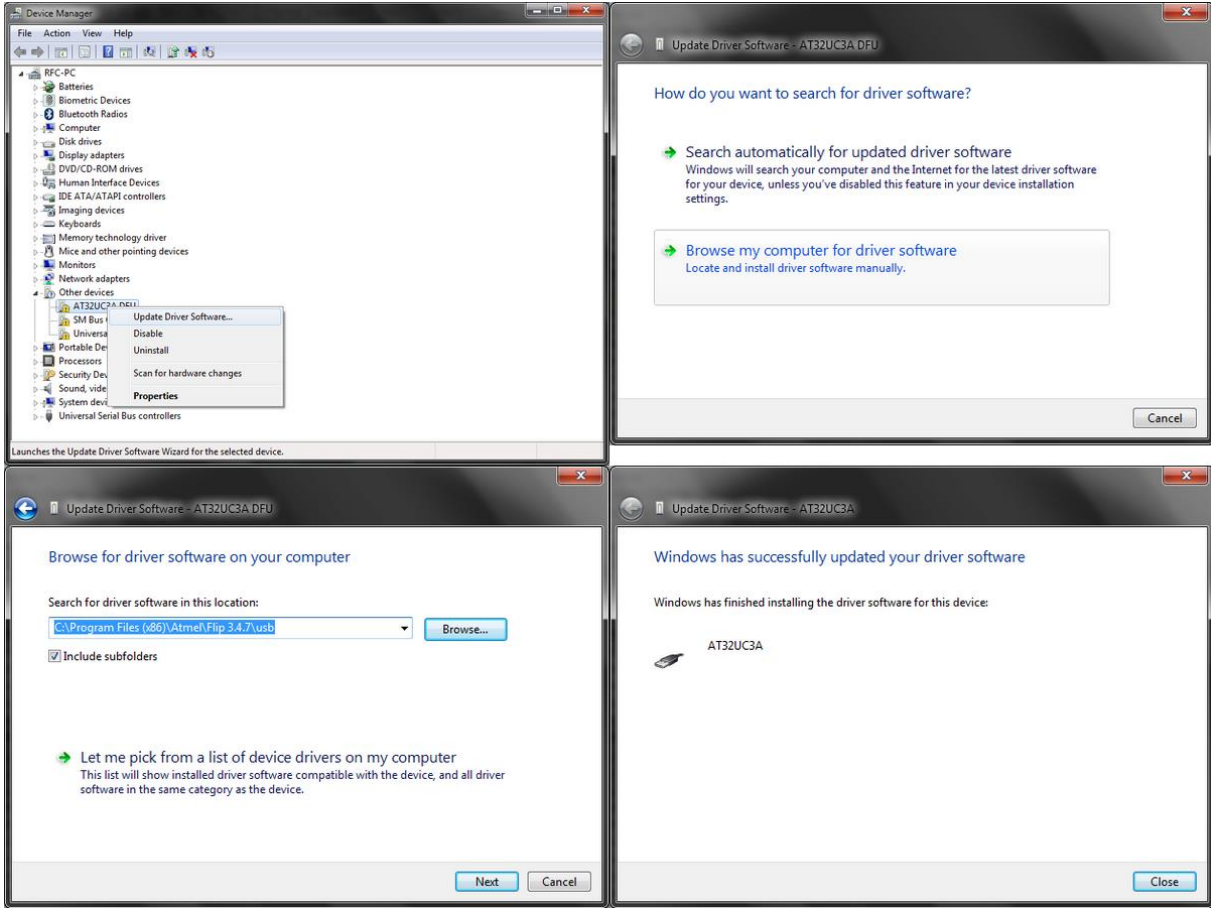 Device Manager
File Action View Help
RFC-PC
Batteries
Biometric Devices
Bluetooth Radios
Computer
Disk drives
Display adapters
DVD/CD-ROM drives
Human Interface Devices
IDE ATA/ATAPI controllers
Imaging devices
Keyboards
Memory technology driver
Mice and other pointing devices
Monitors
Network adapters
Other devices
AT32UC3A DFU
SM Bus
Universa
Portable De
Processors
Security Dev
Sound, vide
System devi
Universal Serial Bus controllers
Update Driver Software...
Disable
Uninstall
Scan for hardware changes
Properties
Launches the Update Driver Software Wizard for the selected device.
Update Driver Software - AT32UC3A DFU
How do you want to search for driver software?
Search automatically for updated driver software
Windows will search your computer and the Internet for the latest driver software
for your device, unless you've disabled this feature in your device installation
settings.
Browse my computer for driver software
Locate and install driver software manually.
Cancel
Update Driver Software - AT32UC3A DFU
Browse for driver software on your computer
Search for driver software in this location:
C:\Program Files (x86)\Atmel\Flip 3.4.7\usb
Browse...
Include subfolders
Let me pick from a list of device drivers on my computer
This list will show installed driver software compatible with the device, and all driver
software in the same category as the device.
Next Cancel
Update Driver Software - AT32UC3A
Windows has successfully updated your driver software
Windows has finished installing the driver software for this device:
AT32UC3A
Close